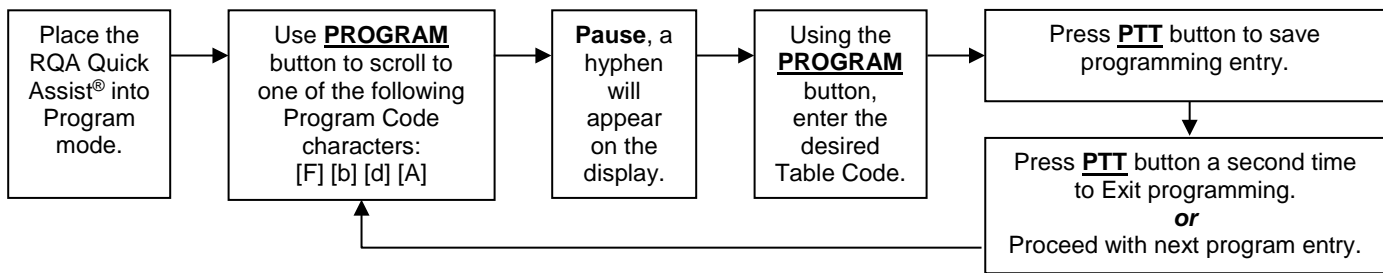 Place the
RQA Quick
Assist® into
Program
mode.
Use PROGRAM
button to scroll to
one of the following
Program Code
characters:
[F] [b] [d] [A]
Pause, a
hyphen
will
appear
on the
display.
Using the
PROGRAM
button,
enter the
desired
Table Code.
Press PTT button to save
programming entry.
Press PTT button a second time
to Exit programming.
or
Proceed with next program entry.